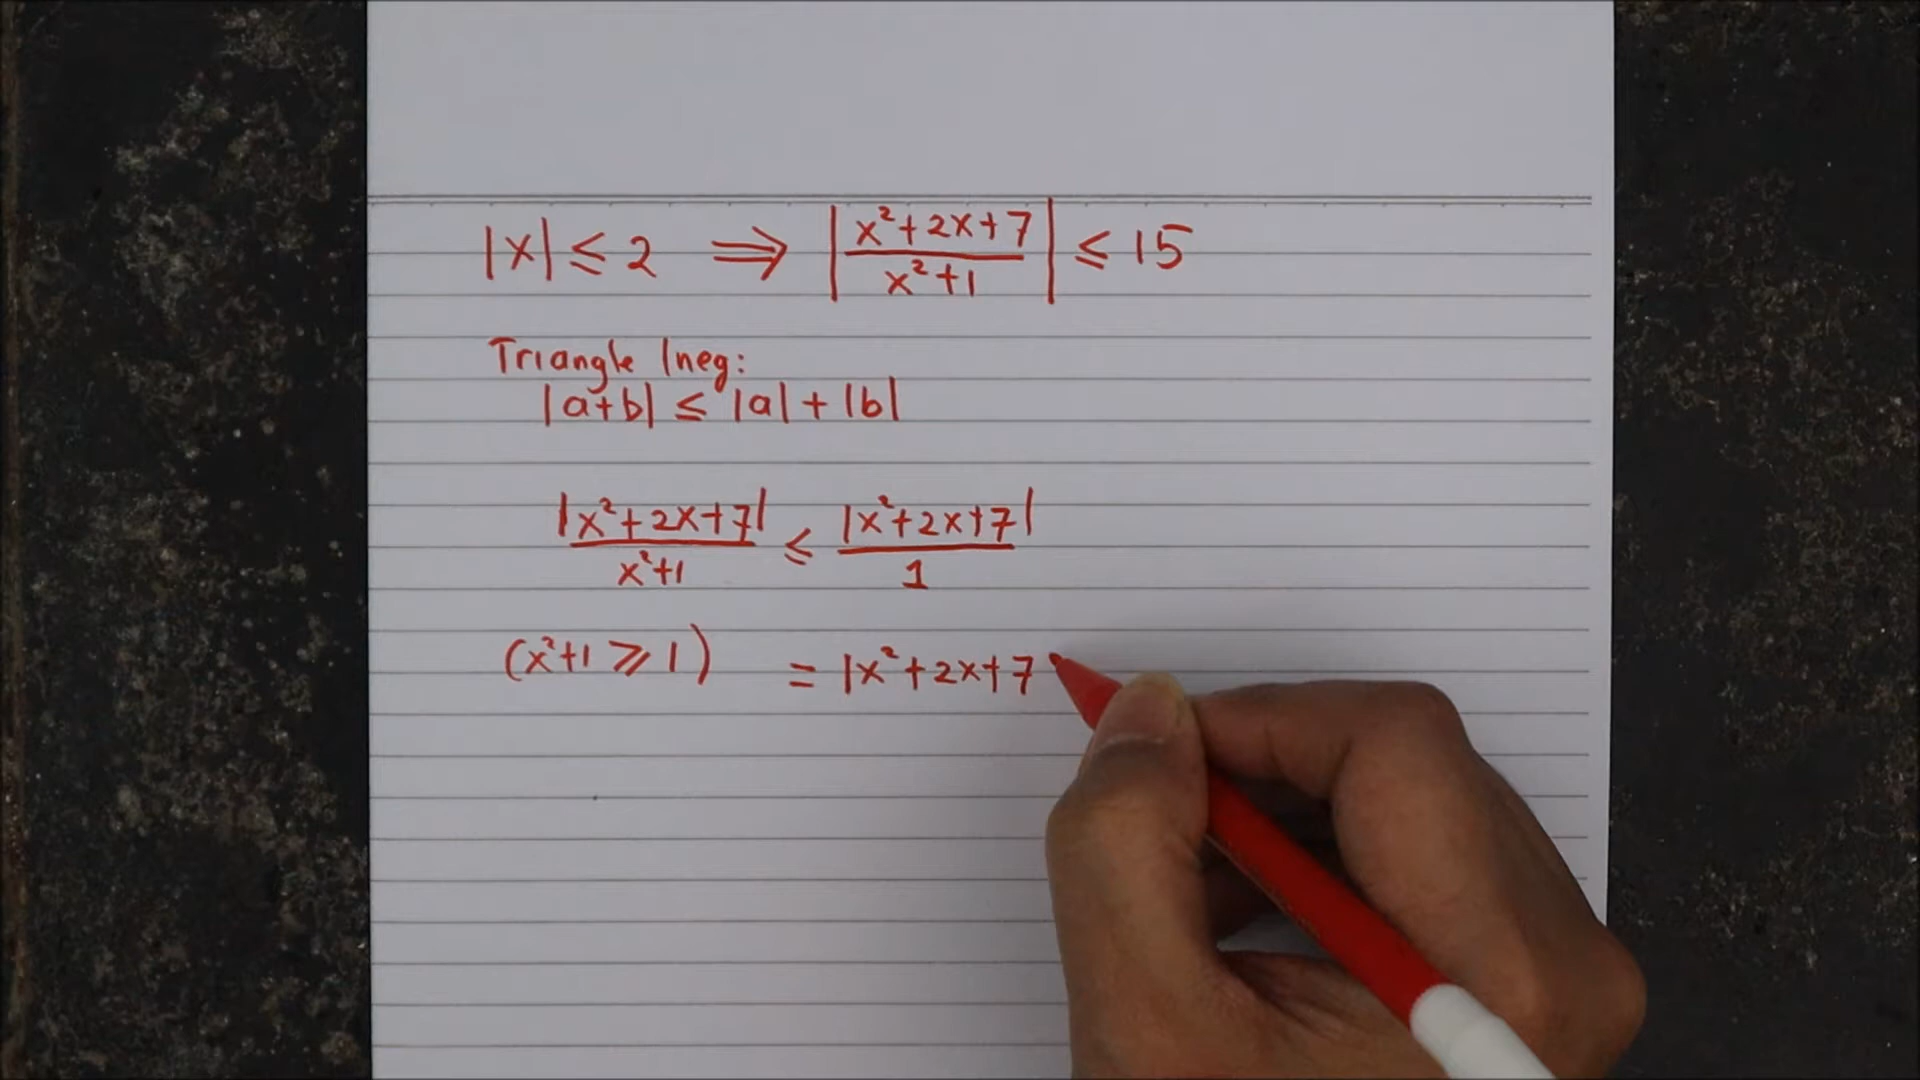 |x| ≤ 2 ⟹ |x²+2x+7 / x²+1| ≤ 15
Triangle Ineq:
|a+b| ≤ |a| + |b|
|x²+2x+7| / x²+1 ≤ |x²+2x+7| / 1
(x²+1 ⩾ 1) = |x²+2x+7